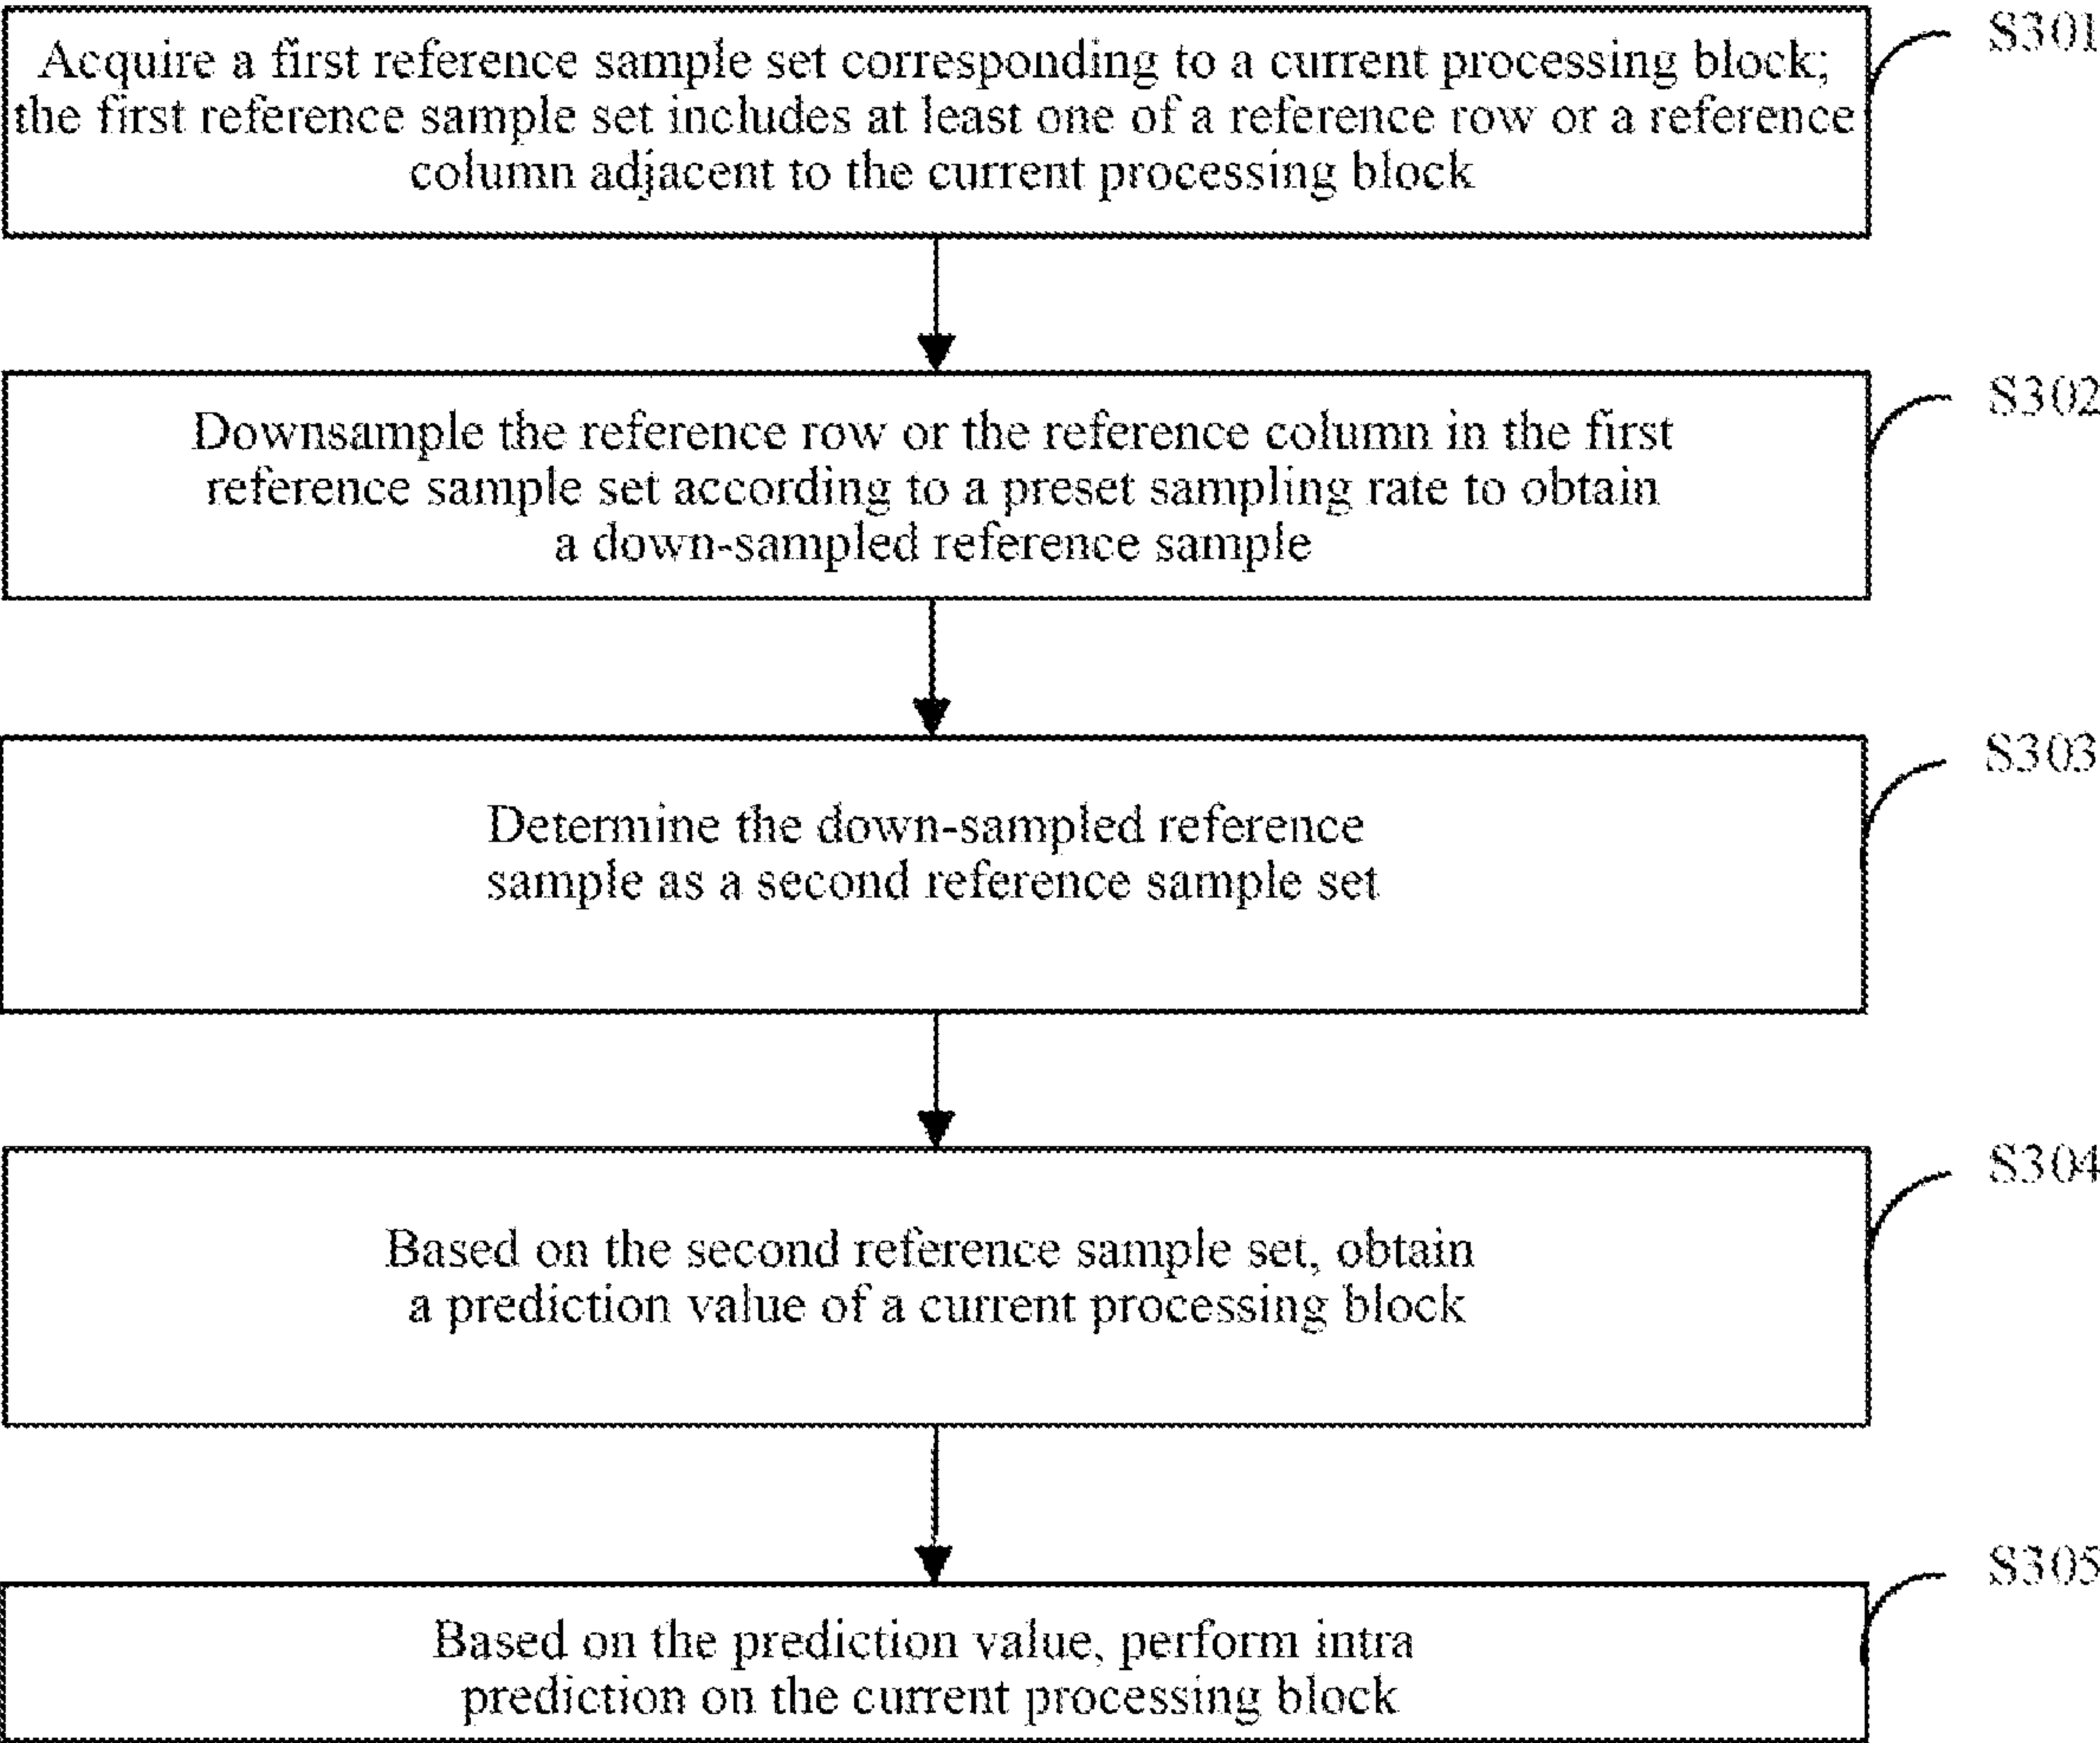 S301
Acquire a first reference sample set corresponding to a current processing block;
the first reference sample set includes at least one of a reference row or a reference
column adjacent to the current processing block
S302
Downsample the reference row or the reference column in the first
reference sample set according to a preset sampling rate to obtain
a down-sampled reference sample
S303
Determine the down-sampled reference
sample as a second reference sample set
S304
Based on the second reference sample set, obtain
a prediction value of a current processing block
S305
Based on the prediction value, perform intra
prediction on the current processing block